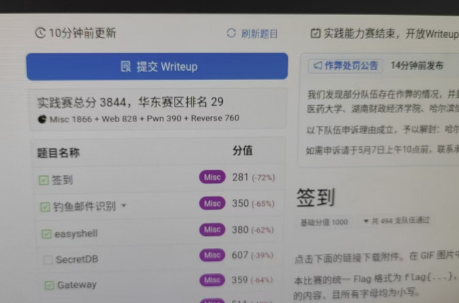 10分钟前更新
刷新题目
提交 Writeup
实践赛总分 3844，华东赛区排名 29
Misc 1866 + Web 828 + Pwn 390 + Reverse 760
题目名称 分值
签到 Misc 281 (-72%)
钓鱼邮件识别 Misc 350 (-65%)
easyshell Misc 380 (-62%)
SecretDB Misc 607 (-39%)
Gateway Misc 359 (-64%)
实践能力赛结束，开放Writeup
作弊处罚公告 14分钟前发布
我们发现部分队伍存在作弊的情况，并且
医药大学、湖南财政经济学院、哈尔滨
以下队伍申诉理由成立，予以解封：哈尔
如需申诉请于5月7日上午10点前，联系
签到
基础分值 1000 共 494 支队伍通过
点击下面的链接下载附件。在 GIF 图片中
本比赛的统一 Flag 格式为 flag{...}，
的内容，且所有字母均为小写。